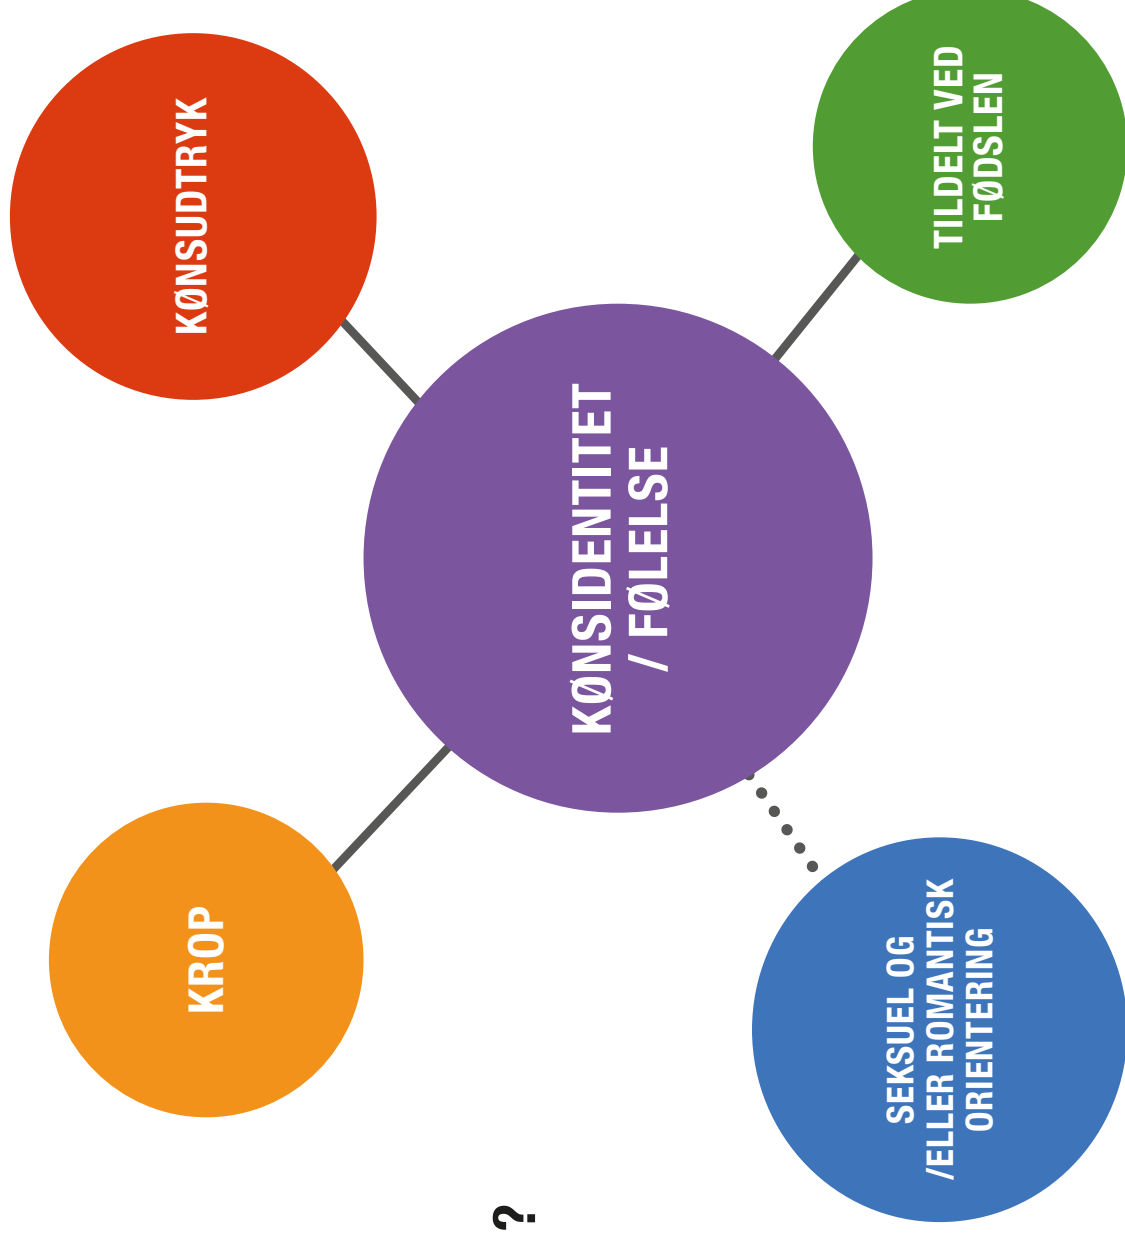 KROP
KØNSUDTRYK
?
KØNSIDENTITET
/ FØLELSE
SEKSUEL OG
/ELLER ROMANTISK
ORIENTERING
TILDELT VED
FØDSLEN